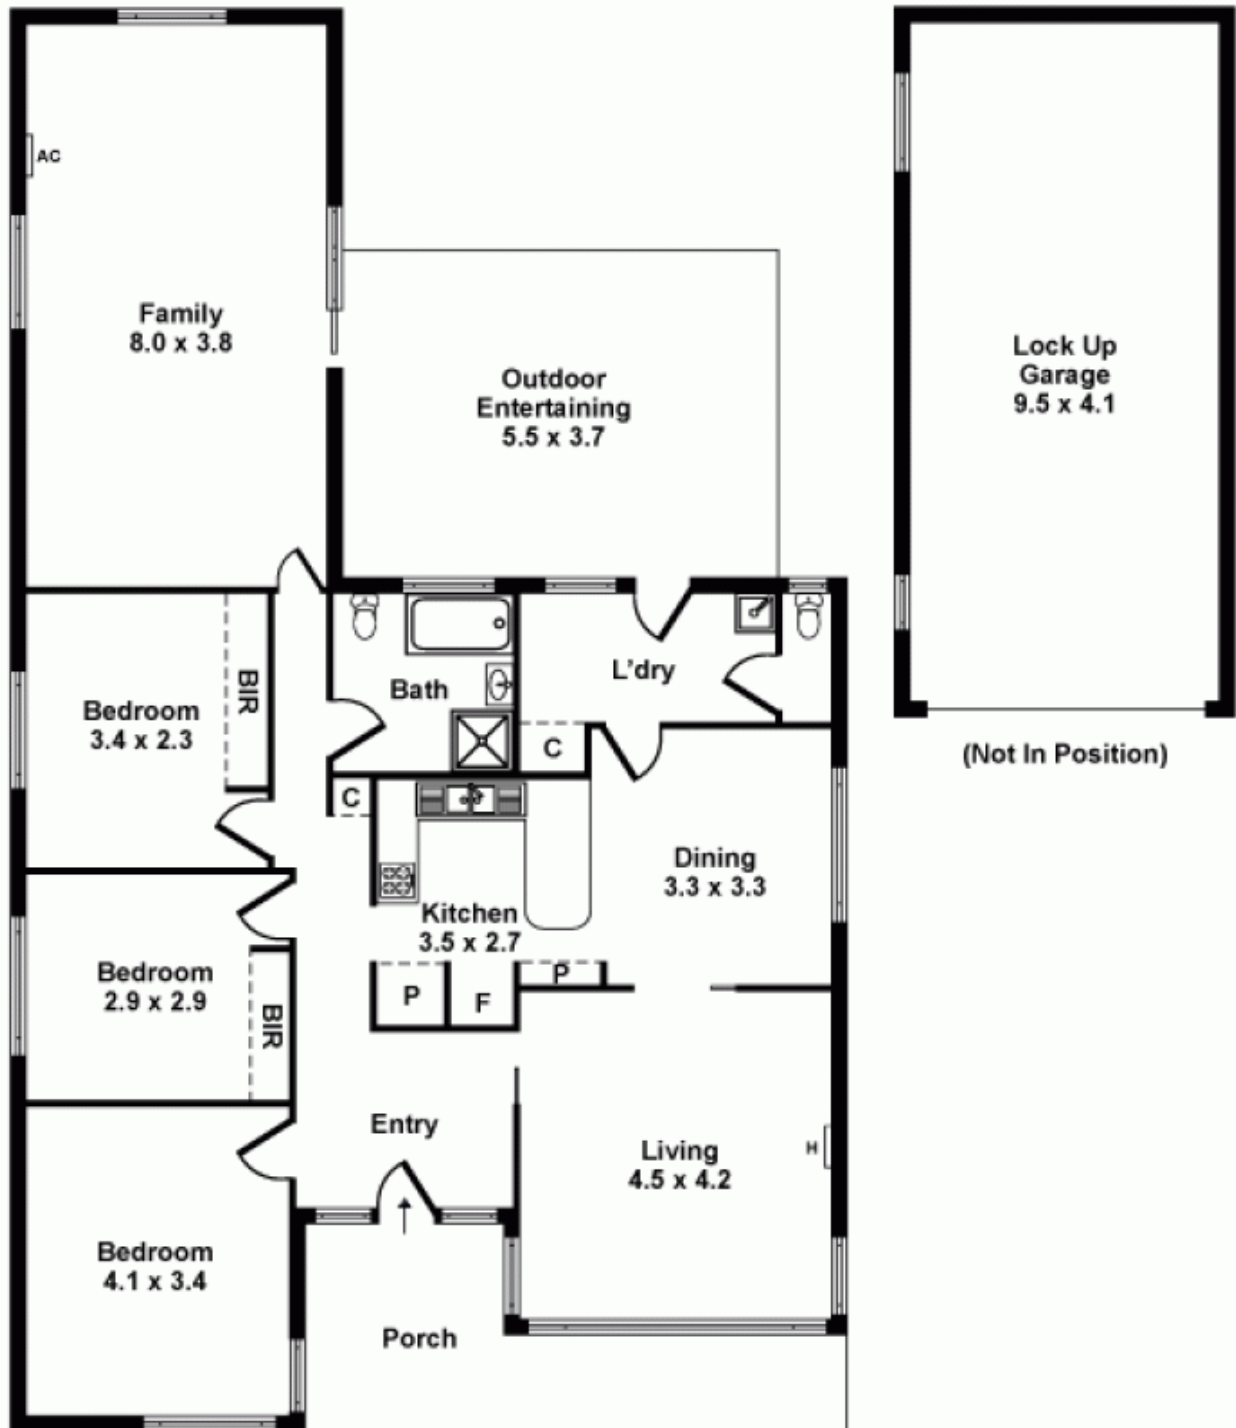 AC
Family
8.0 x 3.8
Outdoor
Entertaining
5.5 x 3.7
Lock Up
Garage
9.5 x 4.1
(Not In Position)
Bedroom
3.4 x 2.3
BIR
Bath
L'dry
C
C
Kitchen
3.5 x 2.7
Dining
3.3 x 3.3
P
F
P
Bedroom
2.9 x 2.9
BIR
Entry
Living
4.5 x 4.2
H
Bedroom
4.1 x 3.4
Porch